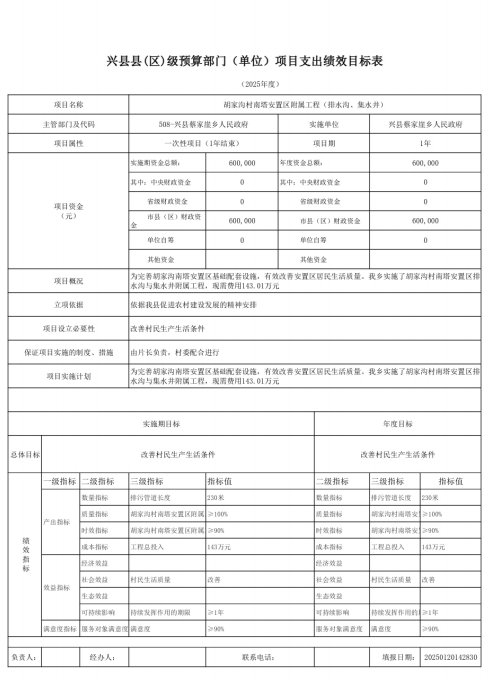 兴县县(区)级预算部门（单位）项目支出绩效目标表
（2025年度）
项目名称 胡家沟村南塔安置区附属工程（排水沟、集水井）
主管部门及代码 508-兴县蔡家崖乡人民政府 实施单位 兴县蔡家崖乡人民政府
项目属性 一次性项目（1年结束） 项目期 1年
项目资金（元）
实施期资金总额： 600,000 年度资金总额： 600,000
其中：中央财政资金 0 其中：中央财政资金 0
省级财政资金 0 省级财政资金 0
市县（区）财政资金 600,000 市县（区）财政资金 600,000
单位自筹 0 单位自筹 0
其他资金 其他资金
项目概况 为完善胡家沟南塔安置区基础配套设施，有效改善安置区居民生活质量。我乡实施了胡家沟村南塔安置区排
水沟与集水井附属工程，现需费用143.01万元
立项依据 依据我县促进农村建设发展的精神安排
项目设立必要性 改善村民生产生活条件
保证项目实施的制度、措施 由片长负责，村委配合进行
项目实施计划 为完善胡家沟南塔安置区基础配套设施，有效改善安置区居民生活质量。我乡实施了胡家沟村南塔安置区排
水沟与集水井附属工程，现需费用143.01万元
实施期目标 年度目标
总体目标 改善村民生产生活条件 改善村民生产生活条件
绩效指标
一级指标 二级指标 三级指标 指标值 二级指标 三级指标 指标值
产出指标
数量指标 排污管道长度 230米 数量指标 排污管道长度 230米
质量指标 胡家沟村南塔安置区附属 ≥100% 质量指标 胡家沟村南塔安 ≥100%
时效指标 胡家沟村南塔安置区附属 ≥90% 时效指标 胡家沟村南塔安 ≥90%
成本指标 工程总投入 143万元 成本指标 工程总投入 143万元
效益指标
经济效益 经济效益
社会效益 村民生活质量 改善 社会效益 村民生活质量 改善
生态效益 生态效益
可持续影响 持续发挥作用的期限 ≥1年 可持续影响 持续发挥作用的 ≥1年
满意度指标 服务对象满意度 满意度 ≥90% 服务对象满意度 满意度 ≥90%
负责人： 经办人： 联系电话： 填报日期： 20250120142830